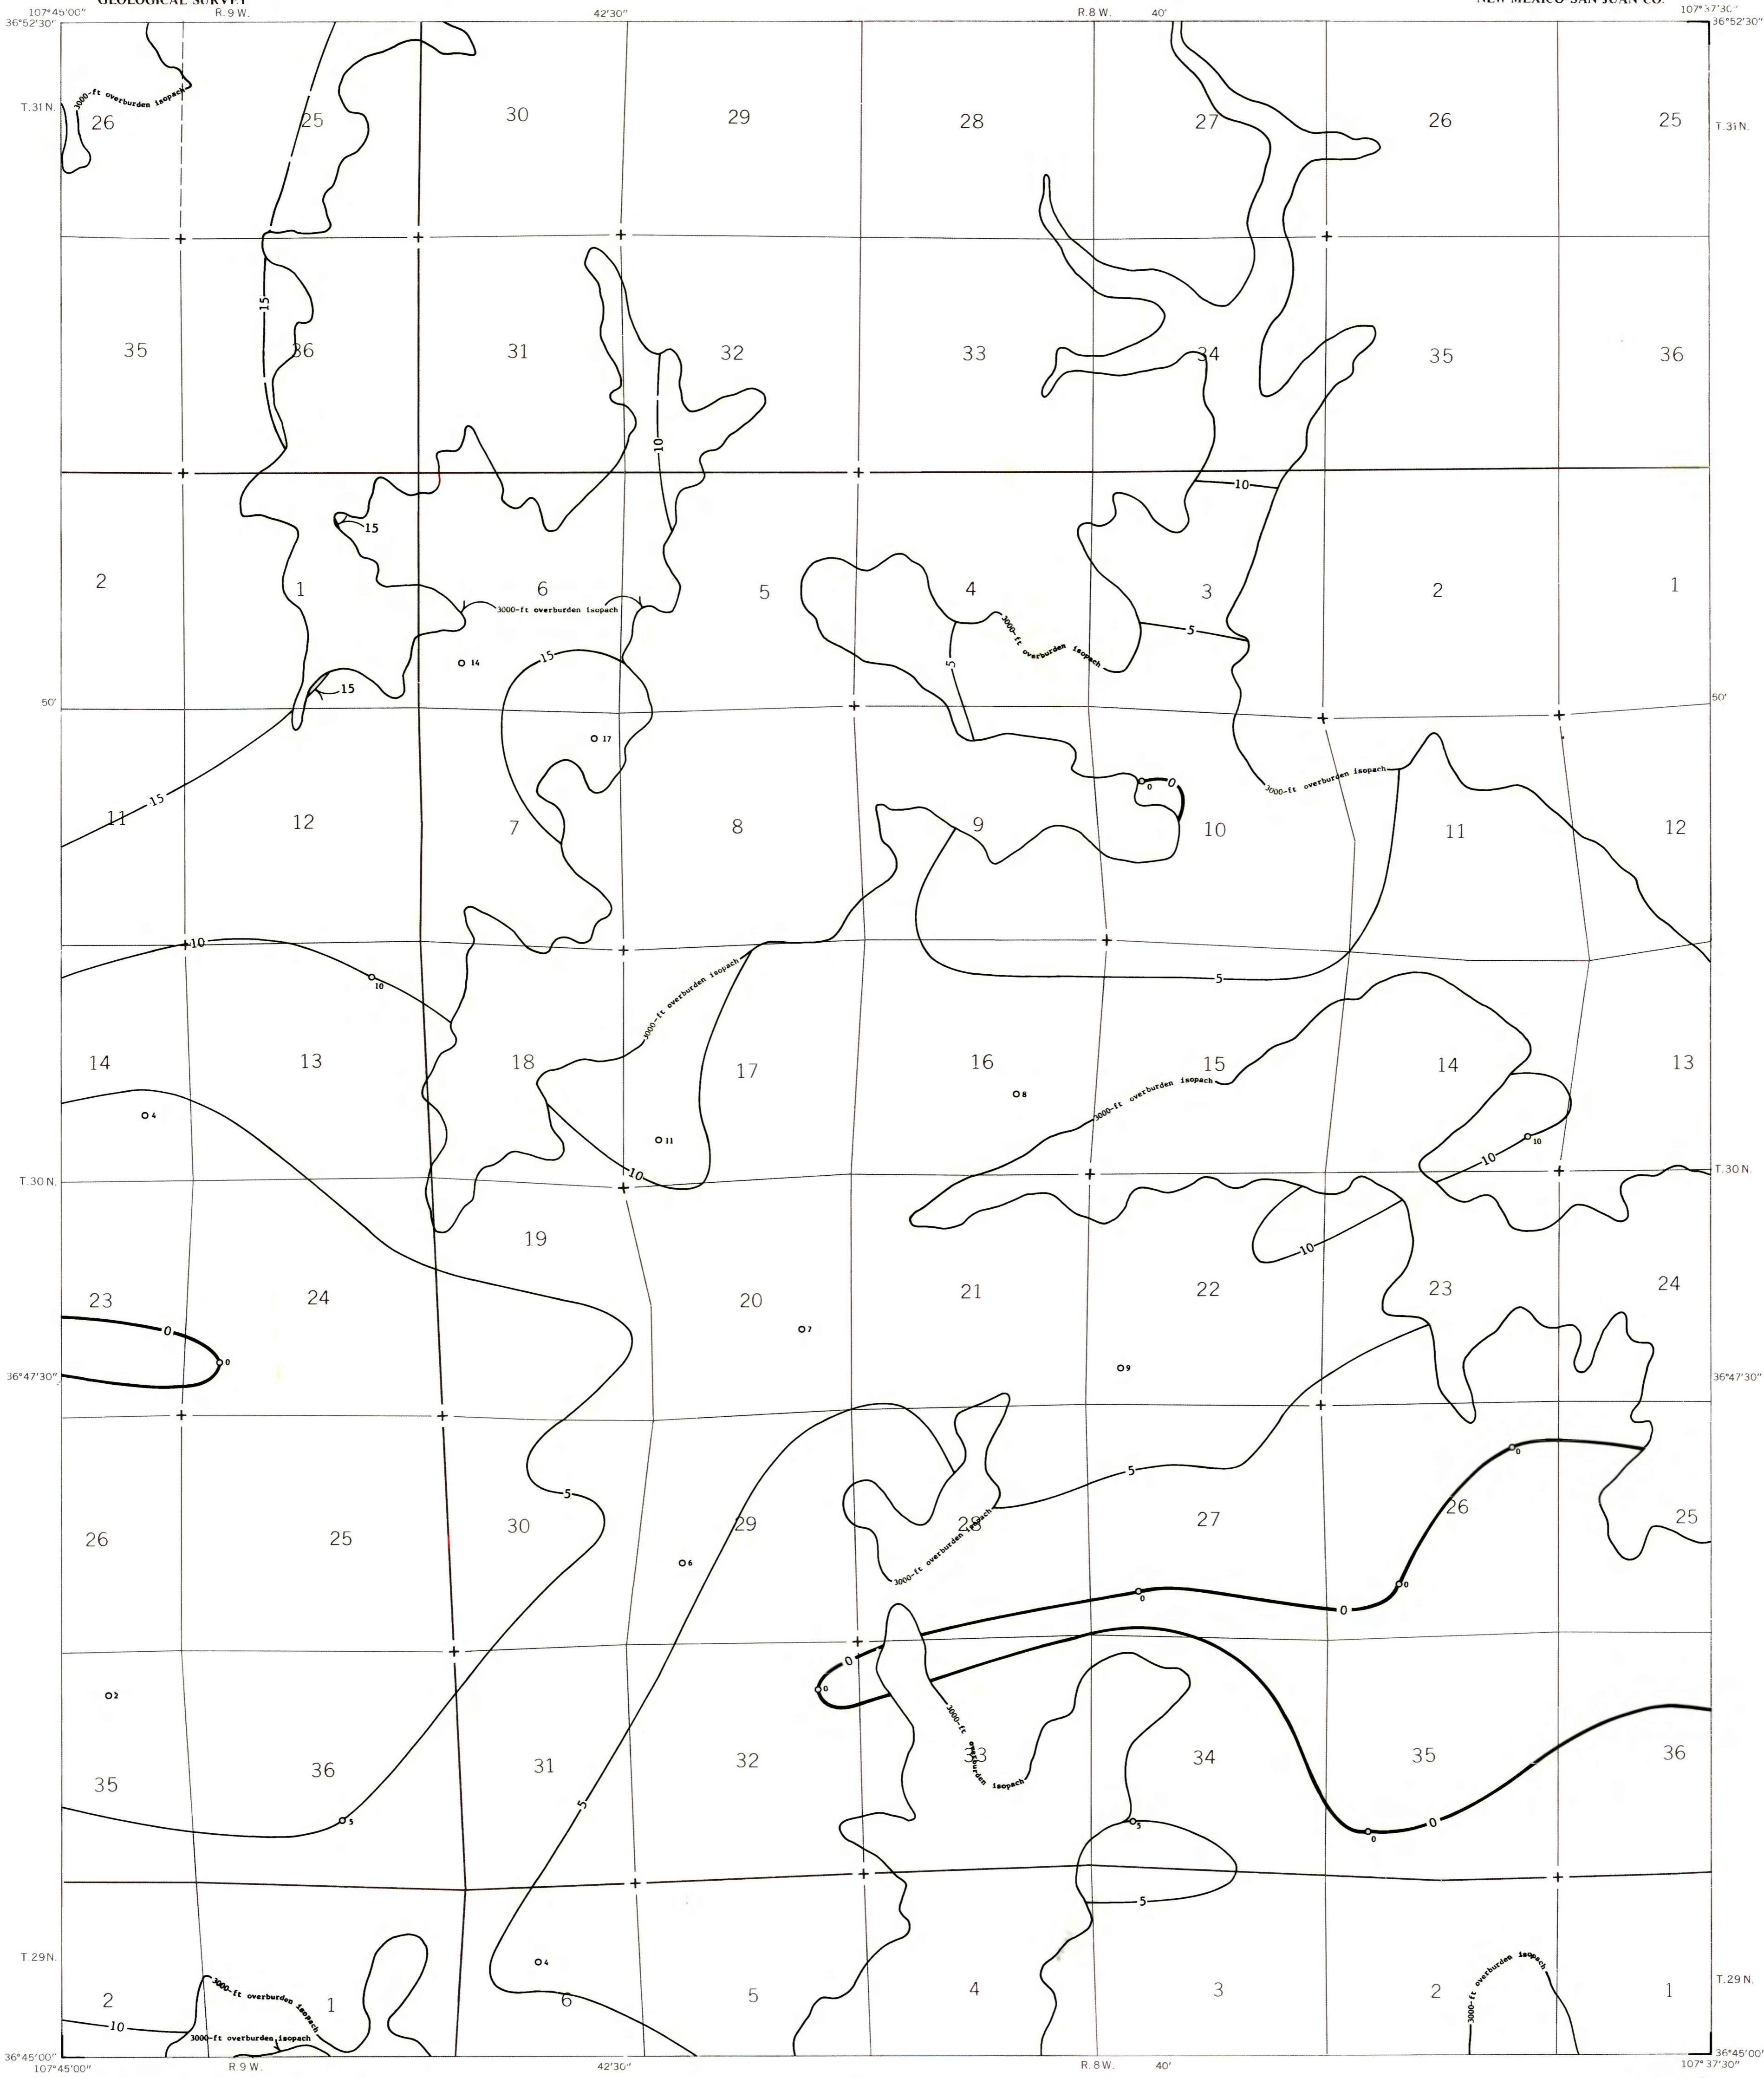 GEOLOGICAL SURVEY
NEW MEXICO-SAN JUAN CO.
107°45'00" R.9 W. 42'30" R.8 W. 40' 107°37'30"
36°52'30" 36°52'30"
3000-ft overburden isopach
T.31 N. 26 25 30 29 28 27 26 25 T.31 N.
15
35 36 31 32 33 34 35 36
10
10
15
2 1 6 5 4 3 2 1
3000-ft overburden isopach
3000-ft overburden isopach
5
5
14
15
15
50' 50'
17
3000-ft overburden isopach
0
0
15
11 12 7 8 9 10 11 12
10
10
5
3000-ft overburden isopach
14 13 18 17 16 15 14 13
3000-ft overburden isopach
8
4
11
10
10
10
T.30 N. T.30 N.
19
10
23 24 20 21 22 23 24
0
0
7
9
36°47'30" 36°47'30"
0
5
5
26 25 30 29 28 27 26 25
3000-ft overburden isopach
6
0
0
0
0
0
2
3000-ft overburden isopach
35 36 31 32 33 34 35 36
5
5
5
0
0
5
T.29 N. T.29 N.
4
3000-ft overburden isopach
3000-ft overburden isopach
2 1 6 5 4 3 2 1
10
3000-ft overburden isopach
36°45'00" 36°45'00"
107°45'00" R.9 W. 42'30" R.8 W. 40' 107°37'30"